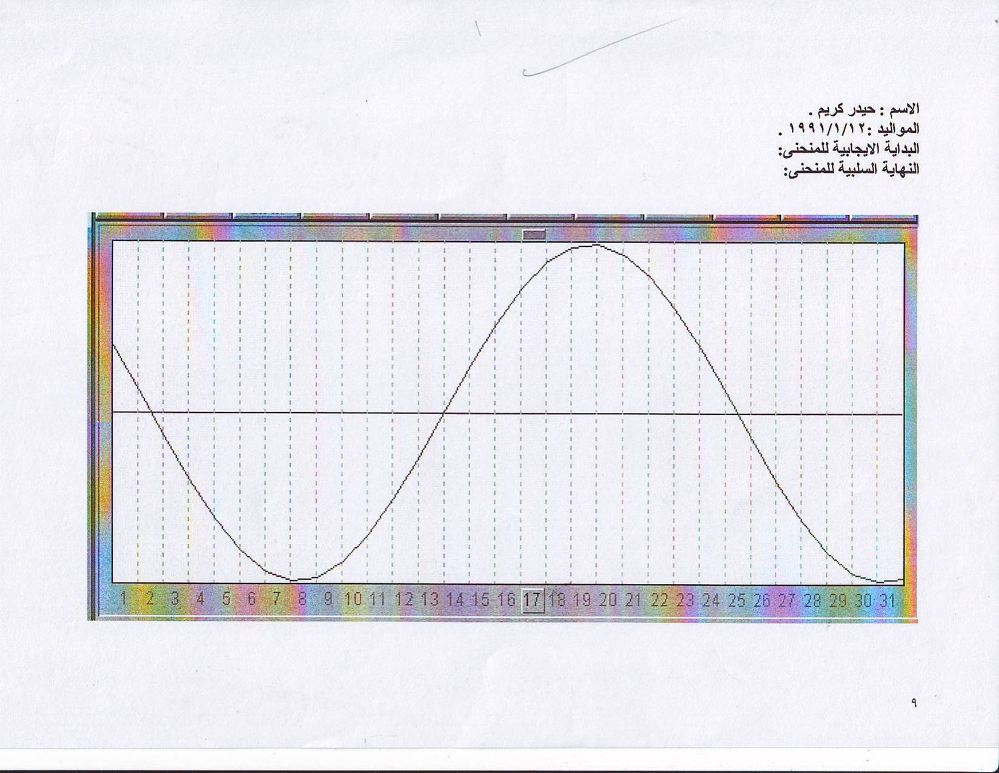 الاسم : حيدر كريم .
المواليد :١٩٩١/١/١٢ .
البداية الايجابية للمنحنى:
النهاية السلبية للمنحنى:
1 2 3 4 5 6 7 8 9 10 11 12 13 14 15 16 17 18 19 20 21 22 23 24 25 26 27 28 29 30 31
٩